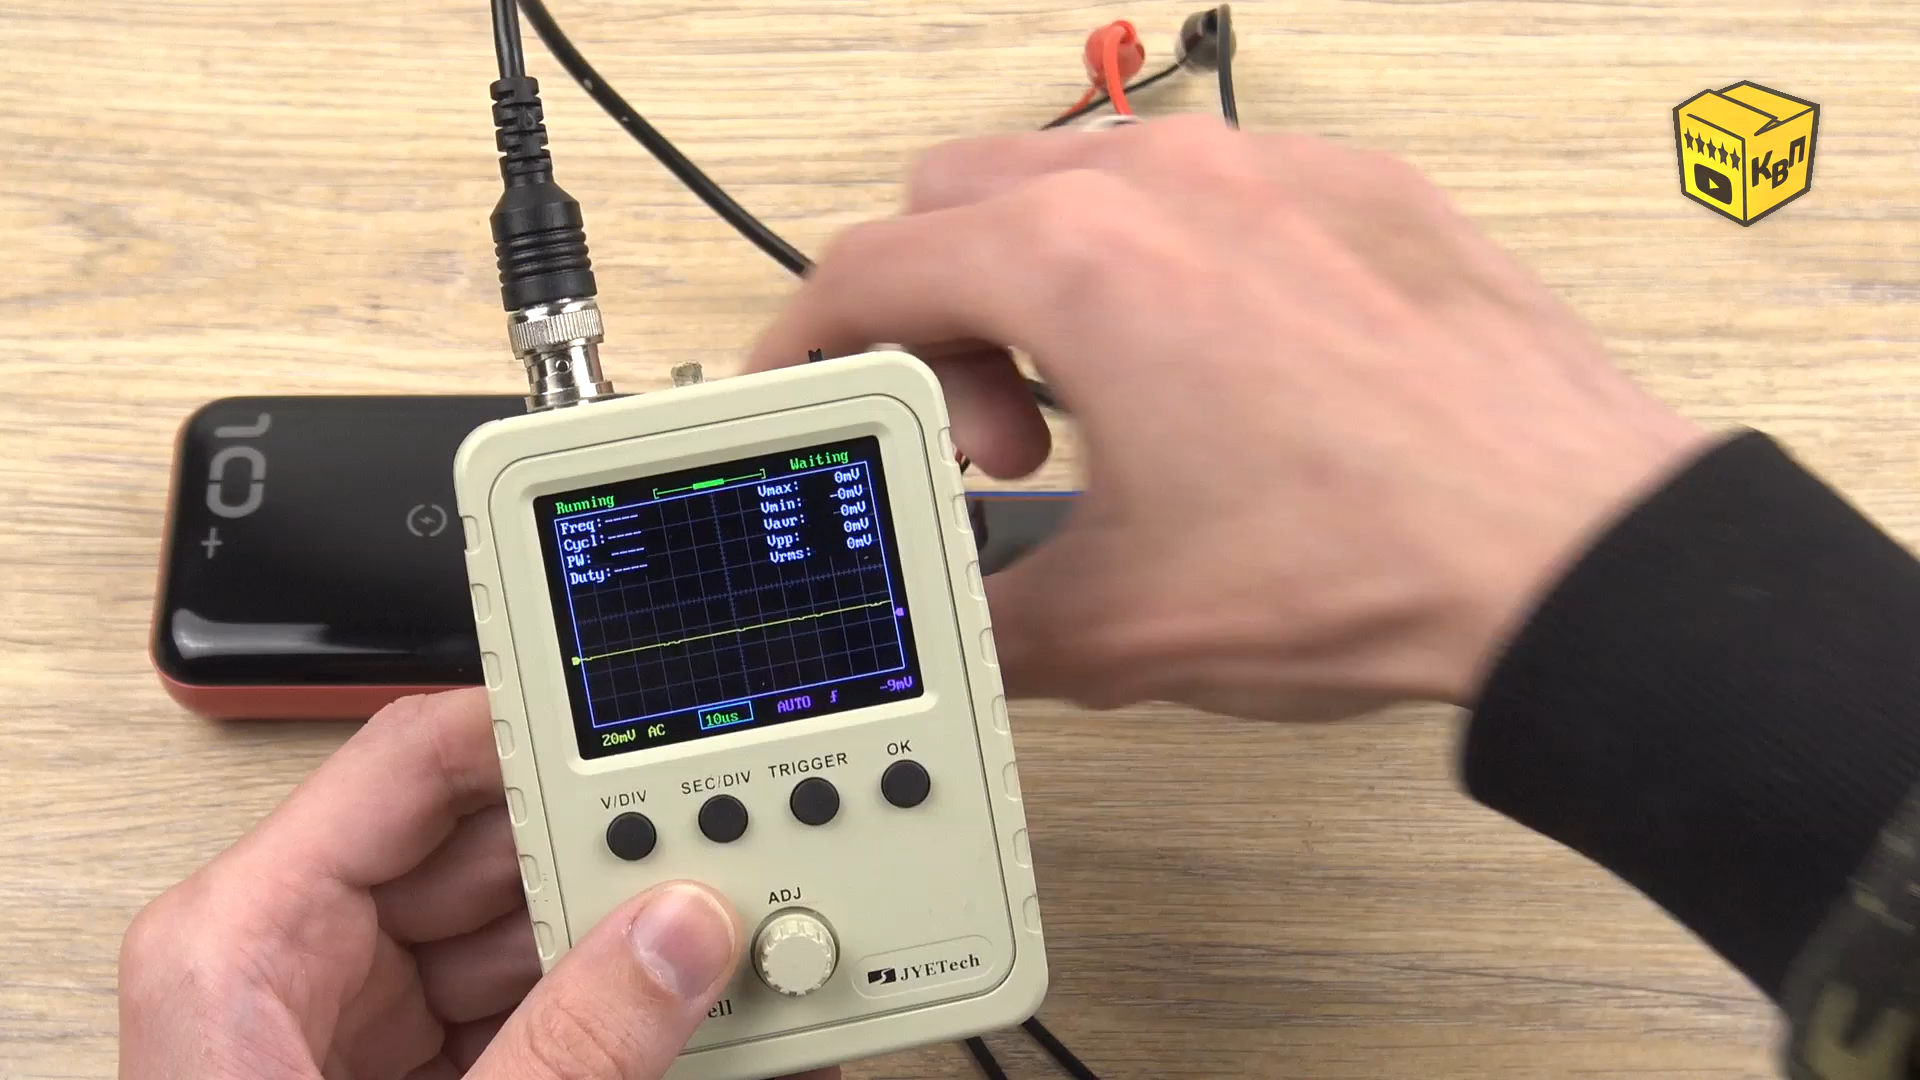 КВП
Running
Waiting
Freq:----
Cycl:----
PW: ----
Duty:----
Vmax: 0mV
Vmin: -0mV
Vavr: 0mV
Vpp: 0mV
Vrms: 0mV
20mV AC
10us
AUTO
-9mV
V/DIV
SEC/DIV
TRIGGER
OK
ADJ
JYETech
ell